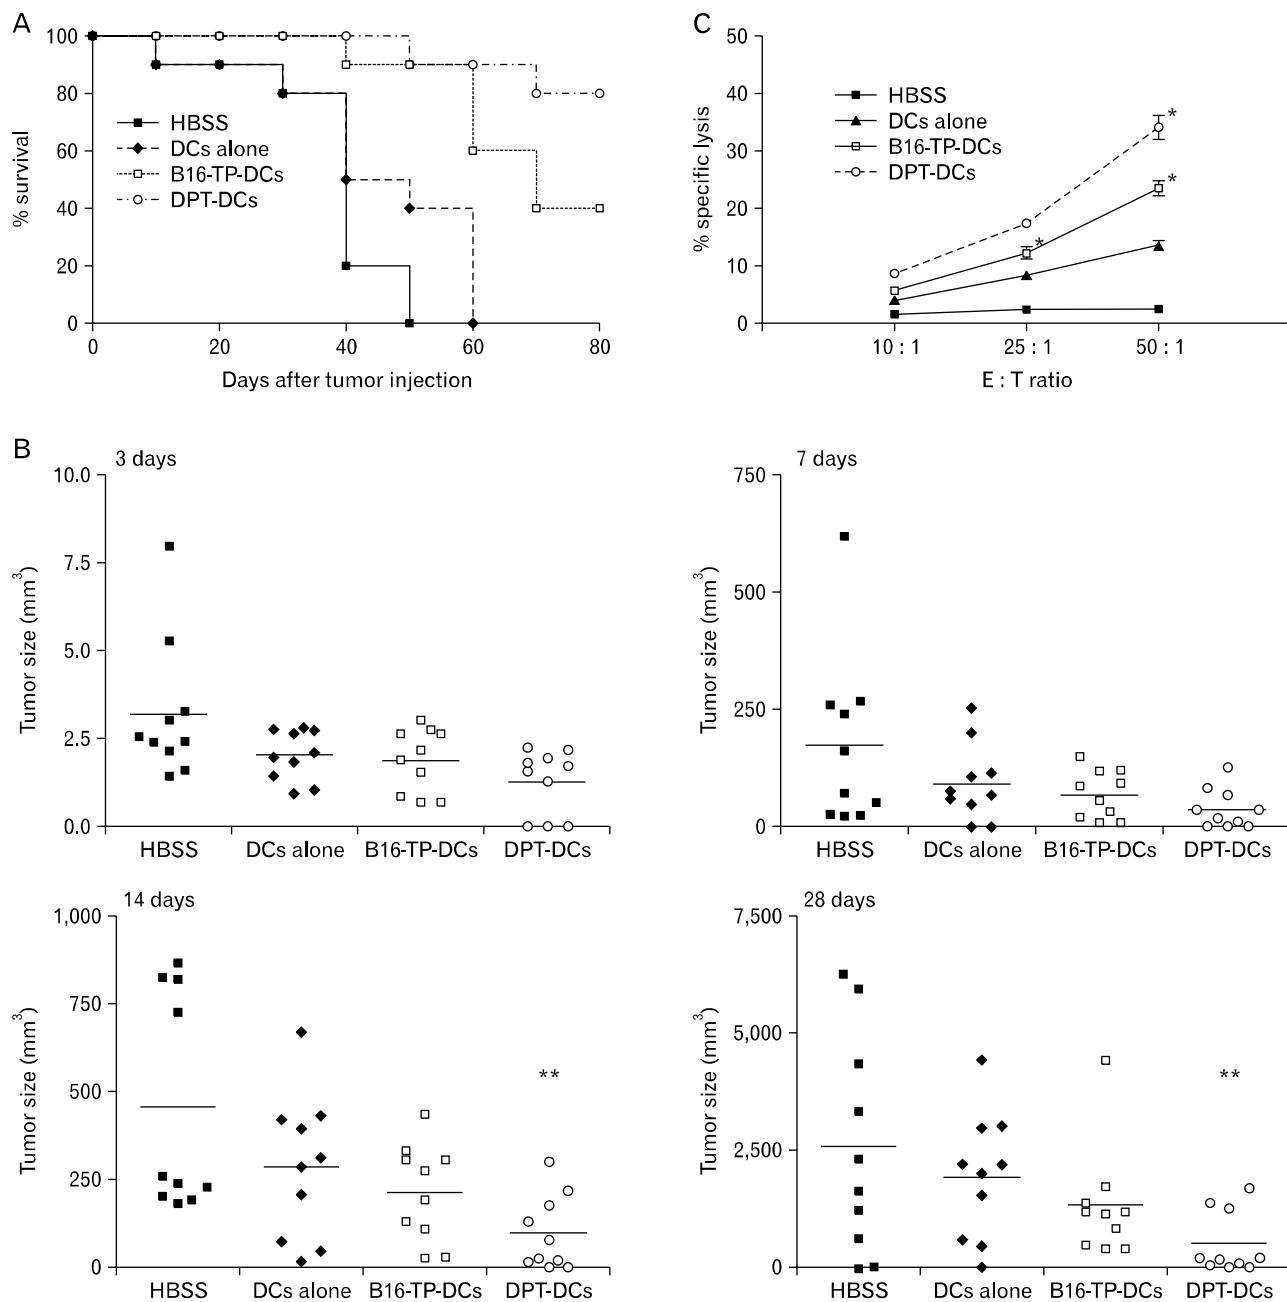 A
100
80
60
40
20
0
% survival
HBSS
DCs alone
B16-TP-DCs
DPT-DCs
0 20 40 60 80
Days after tumor injection
C
50
40
30
20
10
0
% specific lysis
HBSS
DCs alone
B16-TP-DCs
DPT-DCs
*
*
*
10 : 1 25 : 1 50 : 1
E : T ratio
B
3 days
10.0
7.5
5.0
2.5
0.0
Tumor size (mm³)
HBSS DCs alone B16-TP-DCs DPT-DCs
7 days
750
500
250
0
Tumor size (mm³)
HBSS DCs alone B16-TP-DCs DPT-DCs
14 days
1,000
750
500
250
0
Tumor size (mm³)
**
HBSS DCs alone B16-TP-DCs DPT-DCs
28 days
7,500
5,000
2,500
0
Tumor size (mm³)
**
HBSS DCs alone B16-TP-DCs DPT-DCs